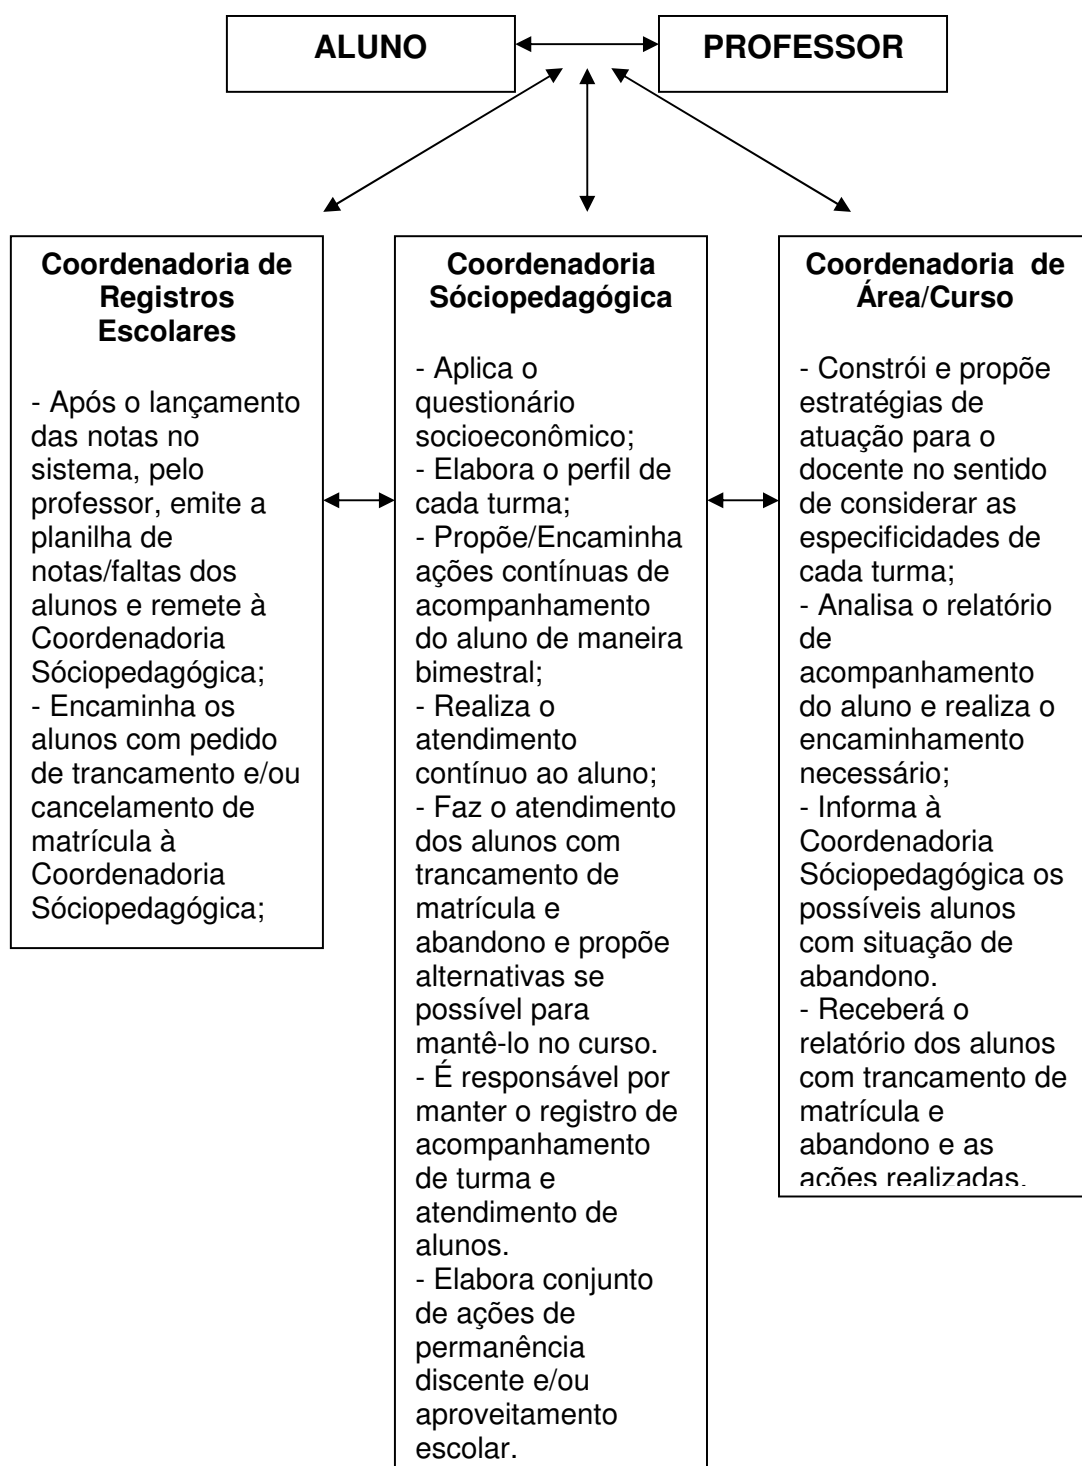 ALUNO
PROFESSOR
Coordenadoria de
Registros
Escolares
- Após o lançamento
das notas no
sistema, pelo
professor, emite a
planilha de
notas/faltas dos
alunos e remete à
Coordenadoria
Sóciopedagógica;
- Encaminha os
alunos com pedido
de trancamento e/ou
cancelamento de
matrícula à
Coordenadoria
Sóciopedagógica;
Coordenadoria
Sóciopedagógica
- Aplica o
questionário
socioeconômico;
- Elabora o perfil de
cada turma;
- Propõe/Encaminha
ações contínuas de
acompanhamento
do aluno de maneira
bimestral;
- Realiza o
atendimento
contínuo ao aluno;
- Faz o atendimento
dos alunos com
trancamento de
matrícula e
abandono e propõe
alternativas se
possível para
mantê-lo no curso.
- É responsável por
manter o registro de
acompanhamento
de turma e
atendimento de
alunos.
- Elabora conjunto
de ações de
permanência
discente e/ou
aproveitamento
escolar.
Coordenadoria de
Área/Curso
- Constrói e propõe
estratégias de
atuação para o
docente no sentido
de considerar as
especificidades de
cada turma;
- Analisa o relatório
de
acompanhamento
do aluno e realiza o
encaminhamento
necessário;
- Informa à
Coordenadoria
Sóciopedagógica os
possíveis alunos
com situação de
abandono.
- Receberá o
relatório dos alunos
com trancamento de
matrícula e
abandono e as
ações realizadas.